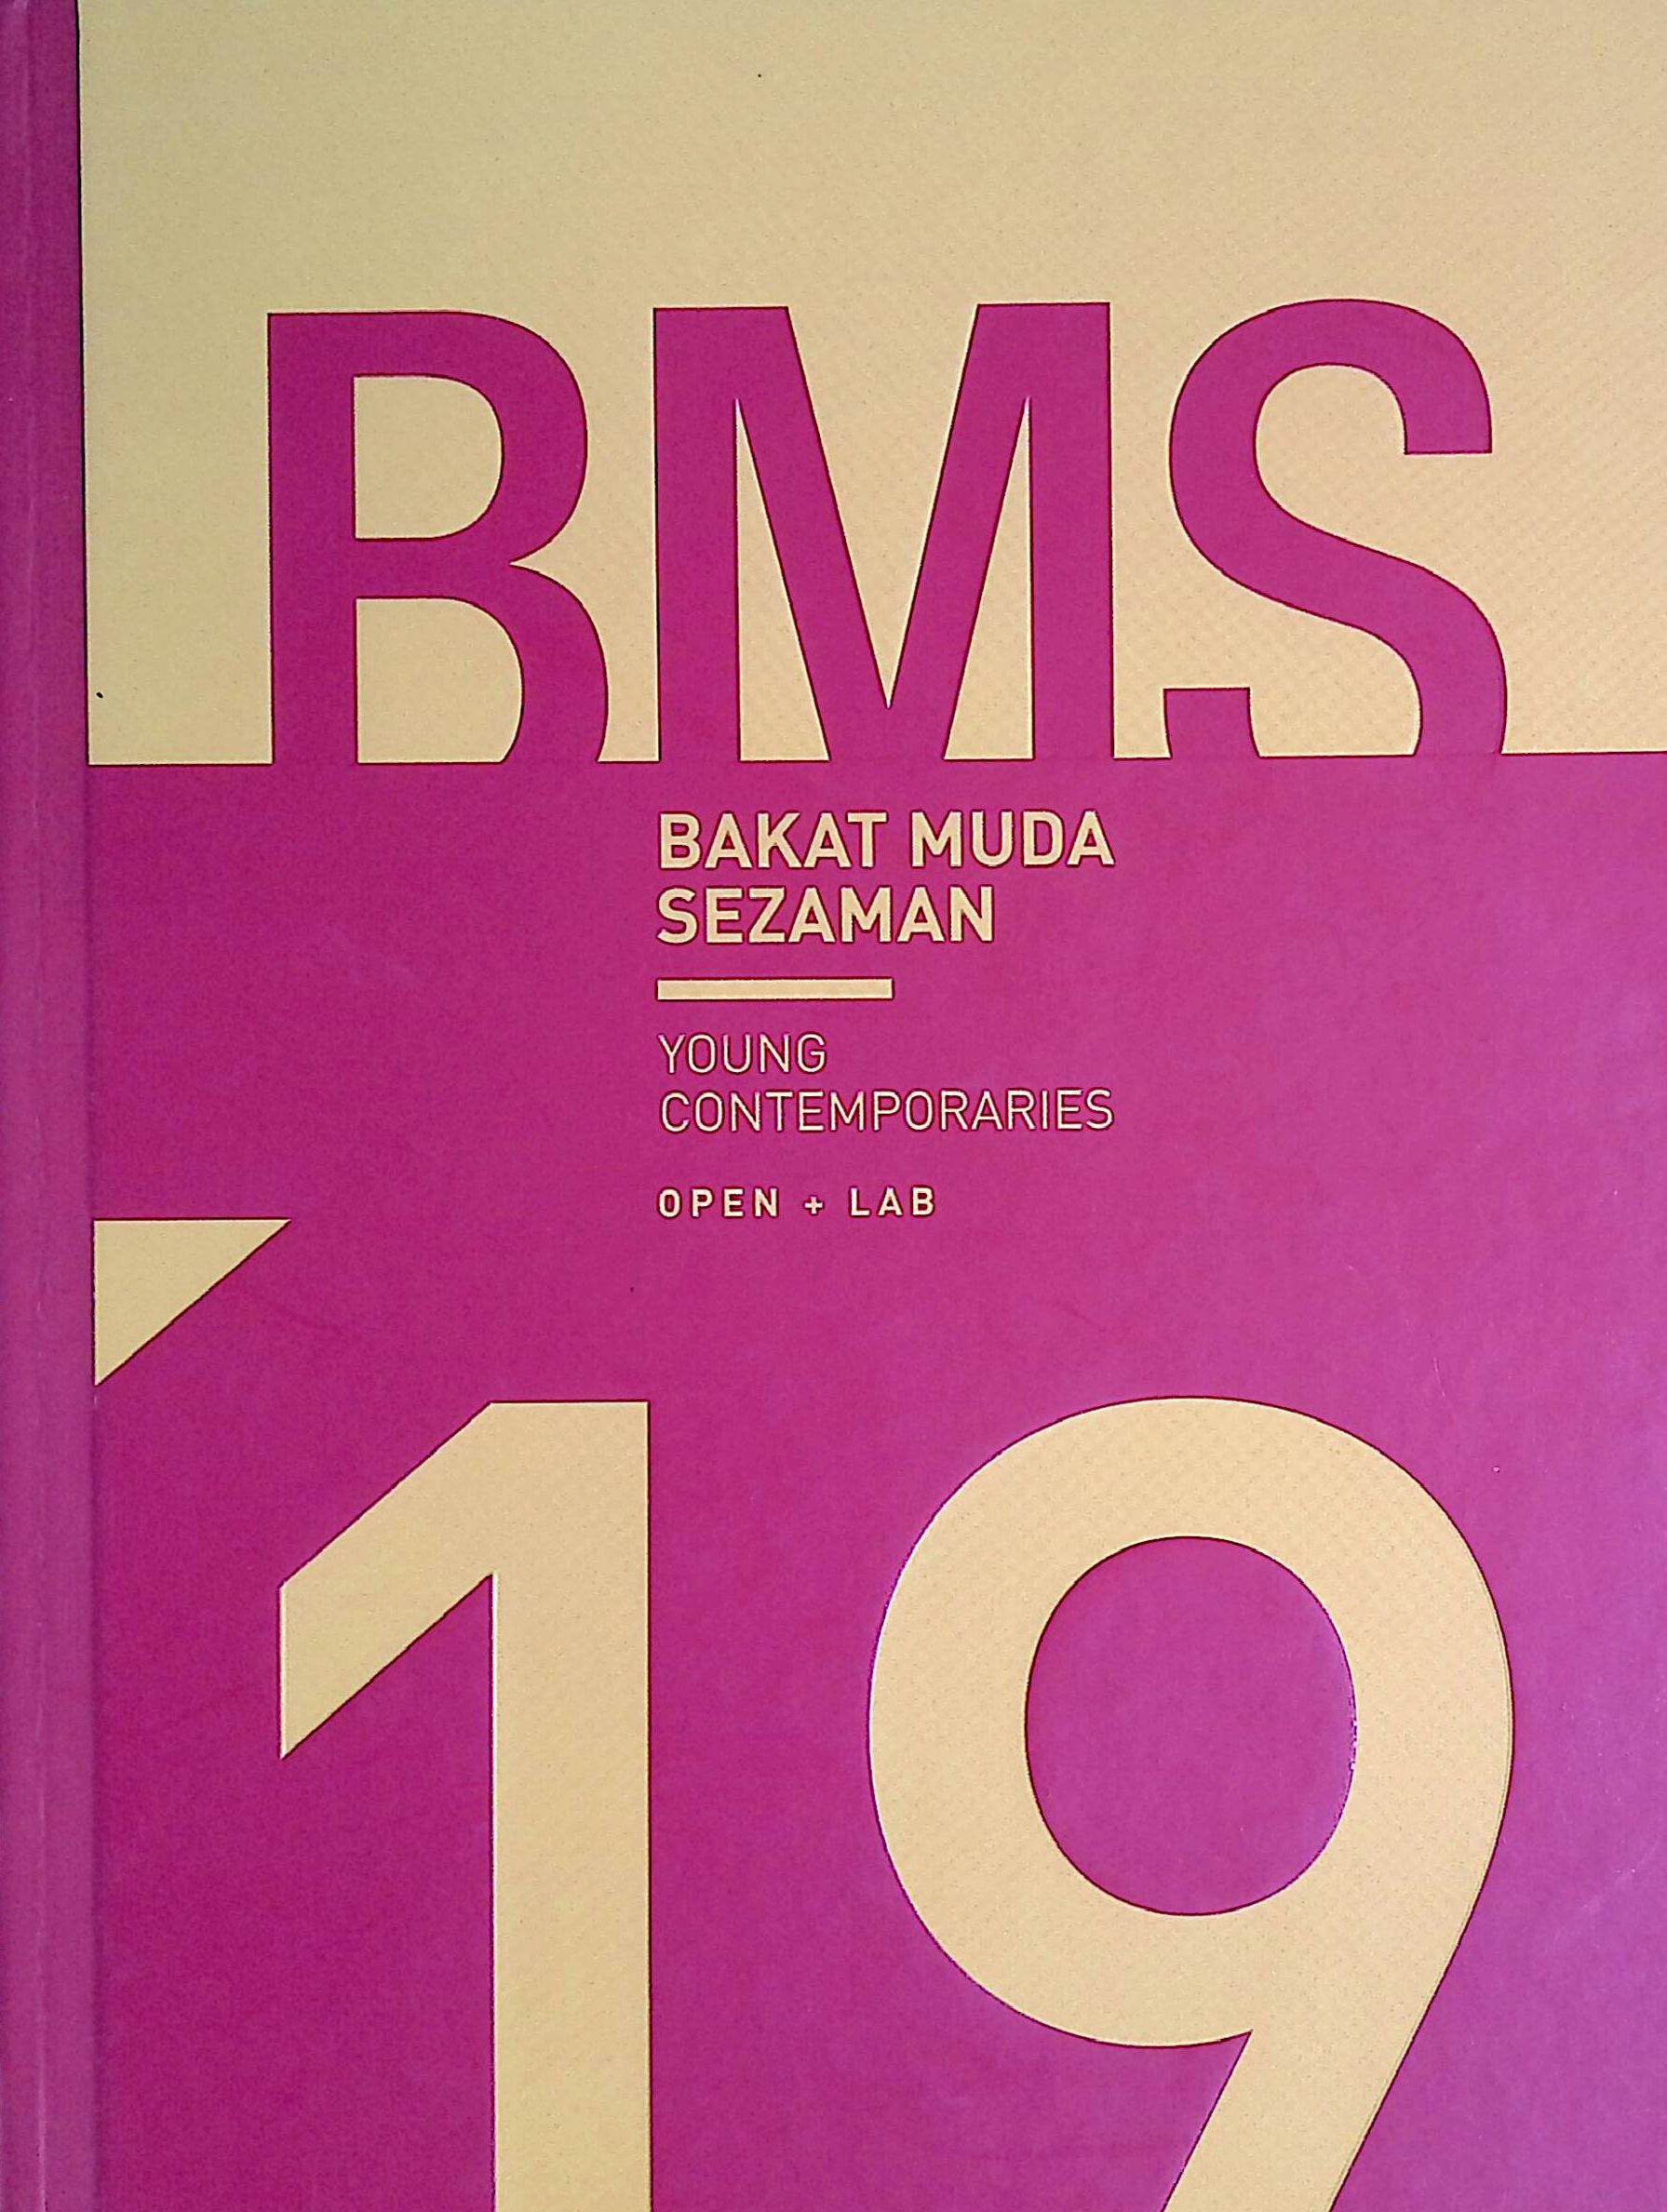 BMS
BAKAT MUDA
SEZAMAN
YOUNG
CONTEMPORARIES
OPEN + LAB
'19